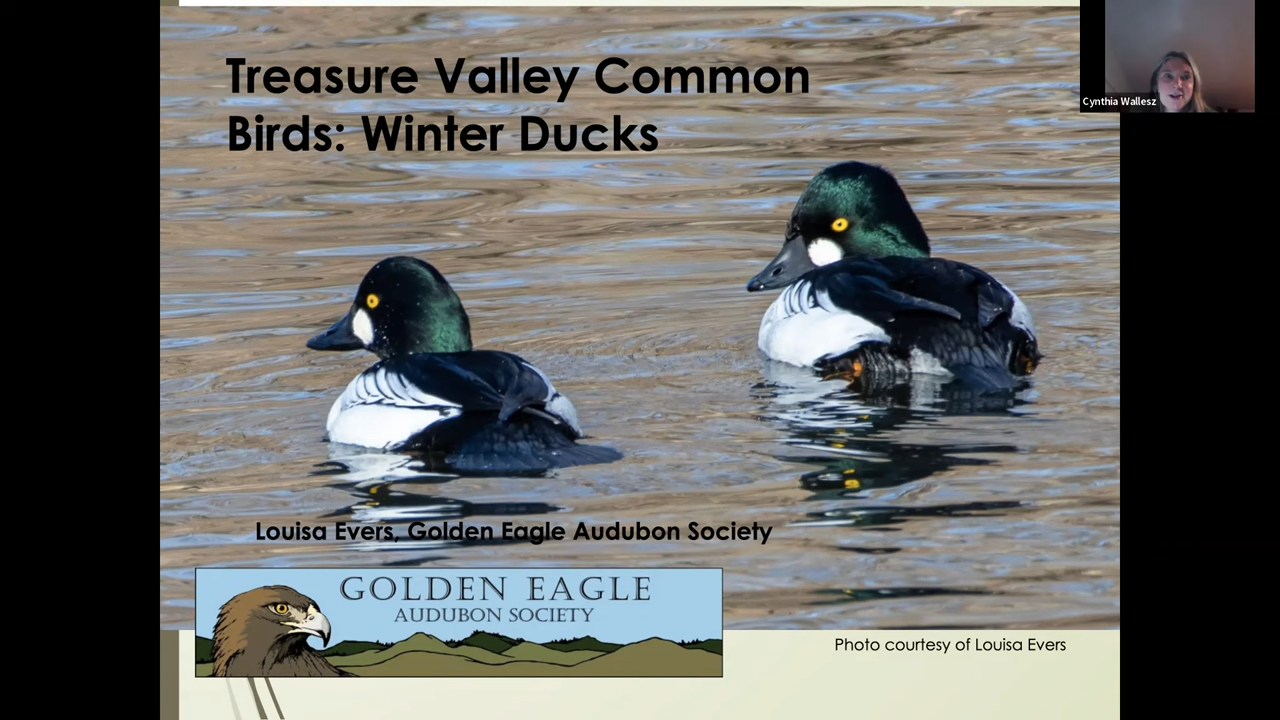 Treasure Valley Common
Birds: Winter Ducks
Cynthia Wallesz
Louisa Evers, Golden Eagle Audubon Society
GOLDEN EAGLE
AUDUBON SOCIETY
Photo courtesy of Louisa Evers